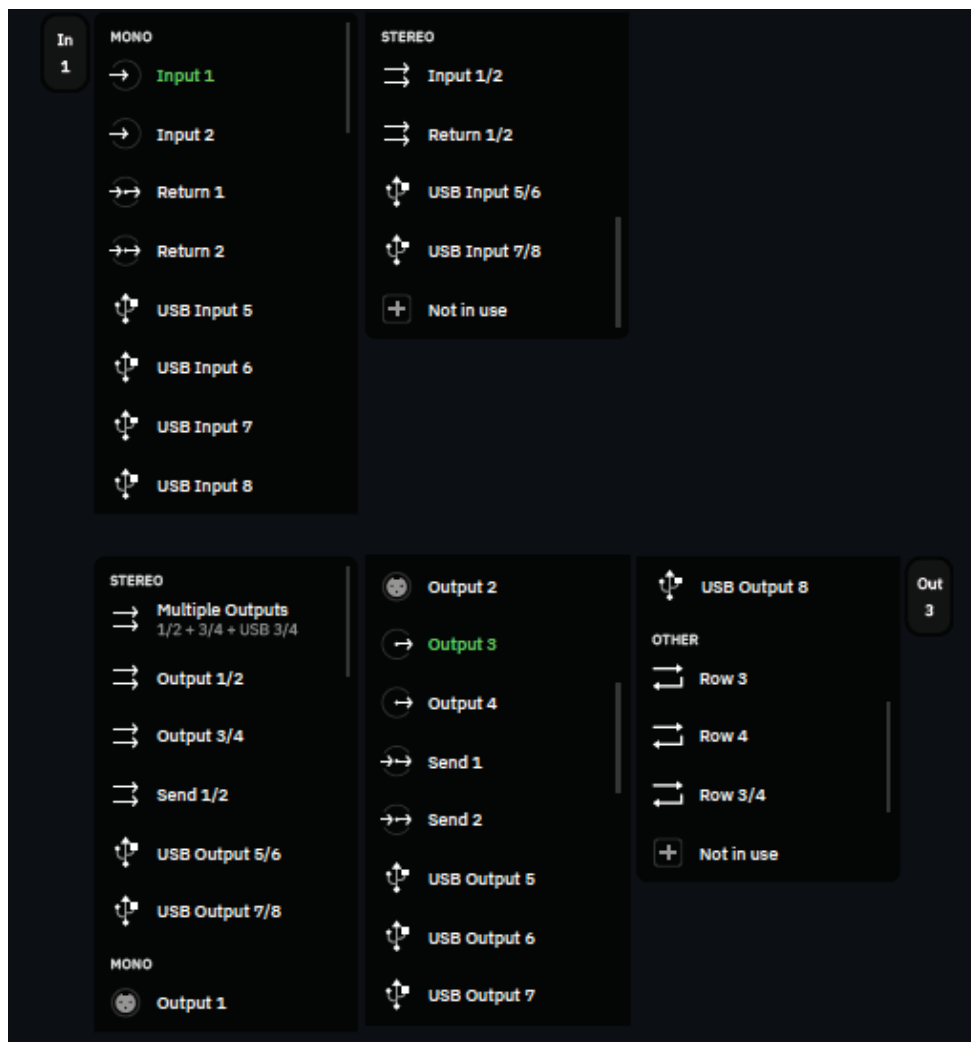 In
1
MONO
Input 1
Input 2
Return 1
Return 2
USB Input 5
USB Input 6
USB Input 7
USB Input 8
STEREO
Input 1/2
Return 1/2
USB Input 5/6
USB Input 7/8
Not in use
STEREO
Multiple Outputs
1/2 + 3/4 + USB 3/4
Output 1/2
Output 3/4
Send 1/2
USB Output 5/6
USB Output 7/8
MONO
Output 1
Output 2
Output 3
Output 4
Send 1
Send 2
USB Output 5
USB Output 6
USB Output 7
USB Output 8
OTHER
Row 3
Row 4
Row 3/4
Not in use
Out
3